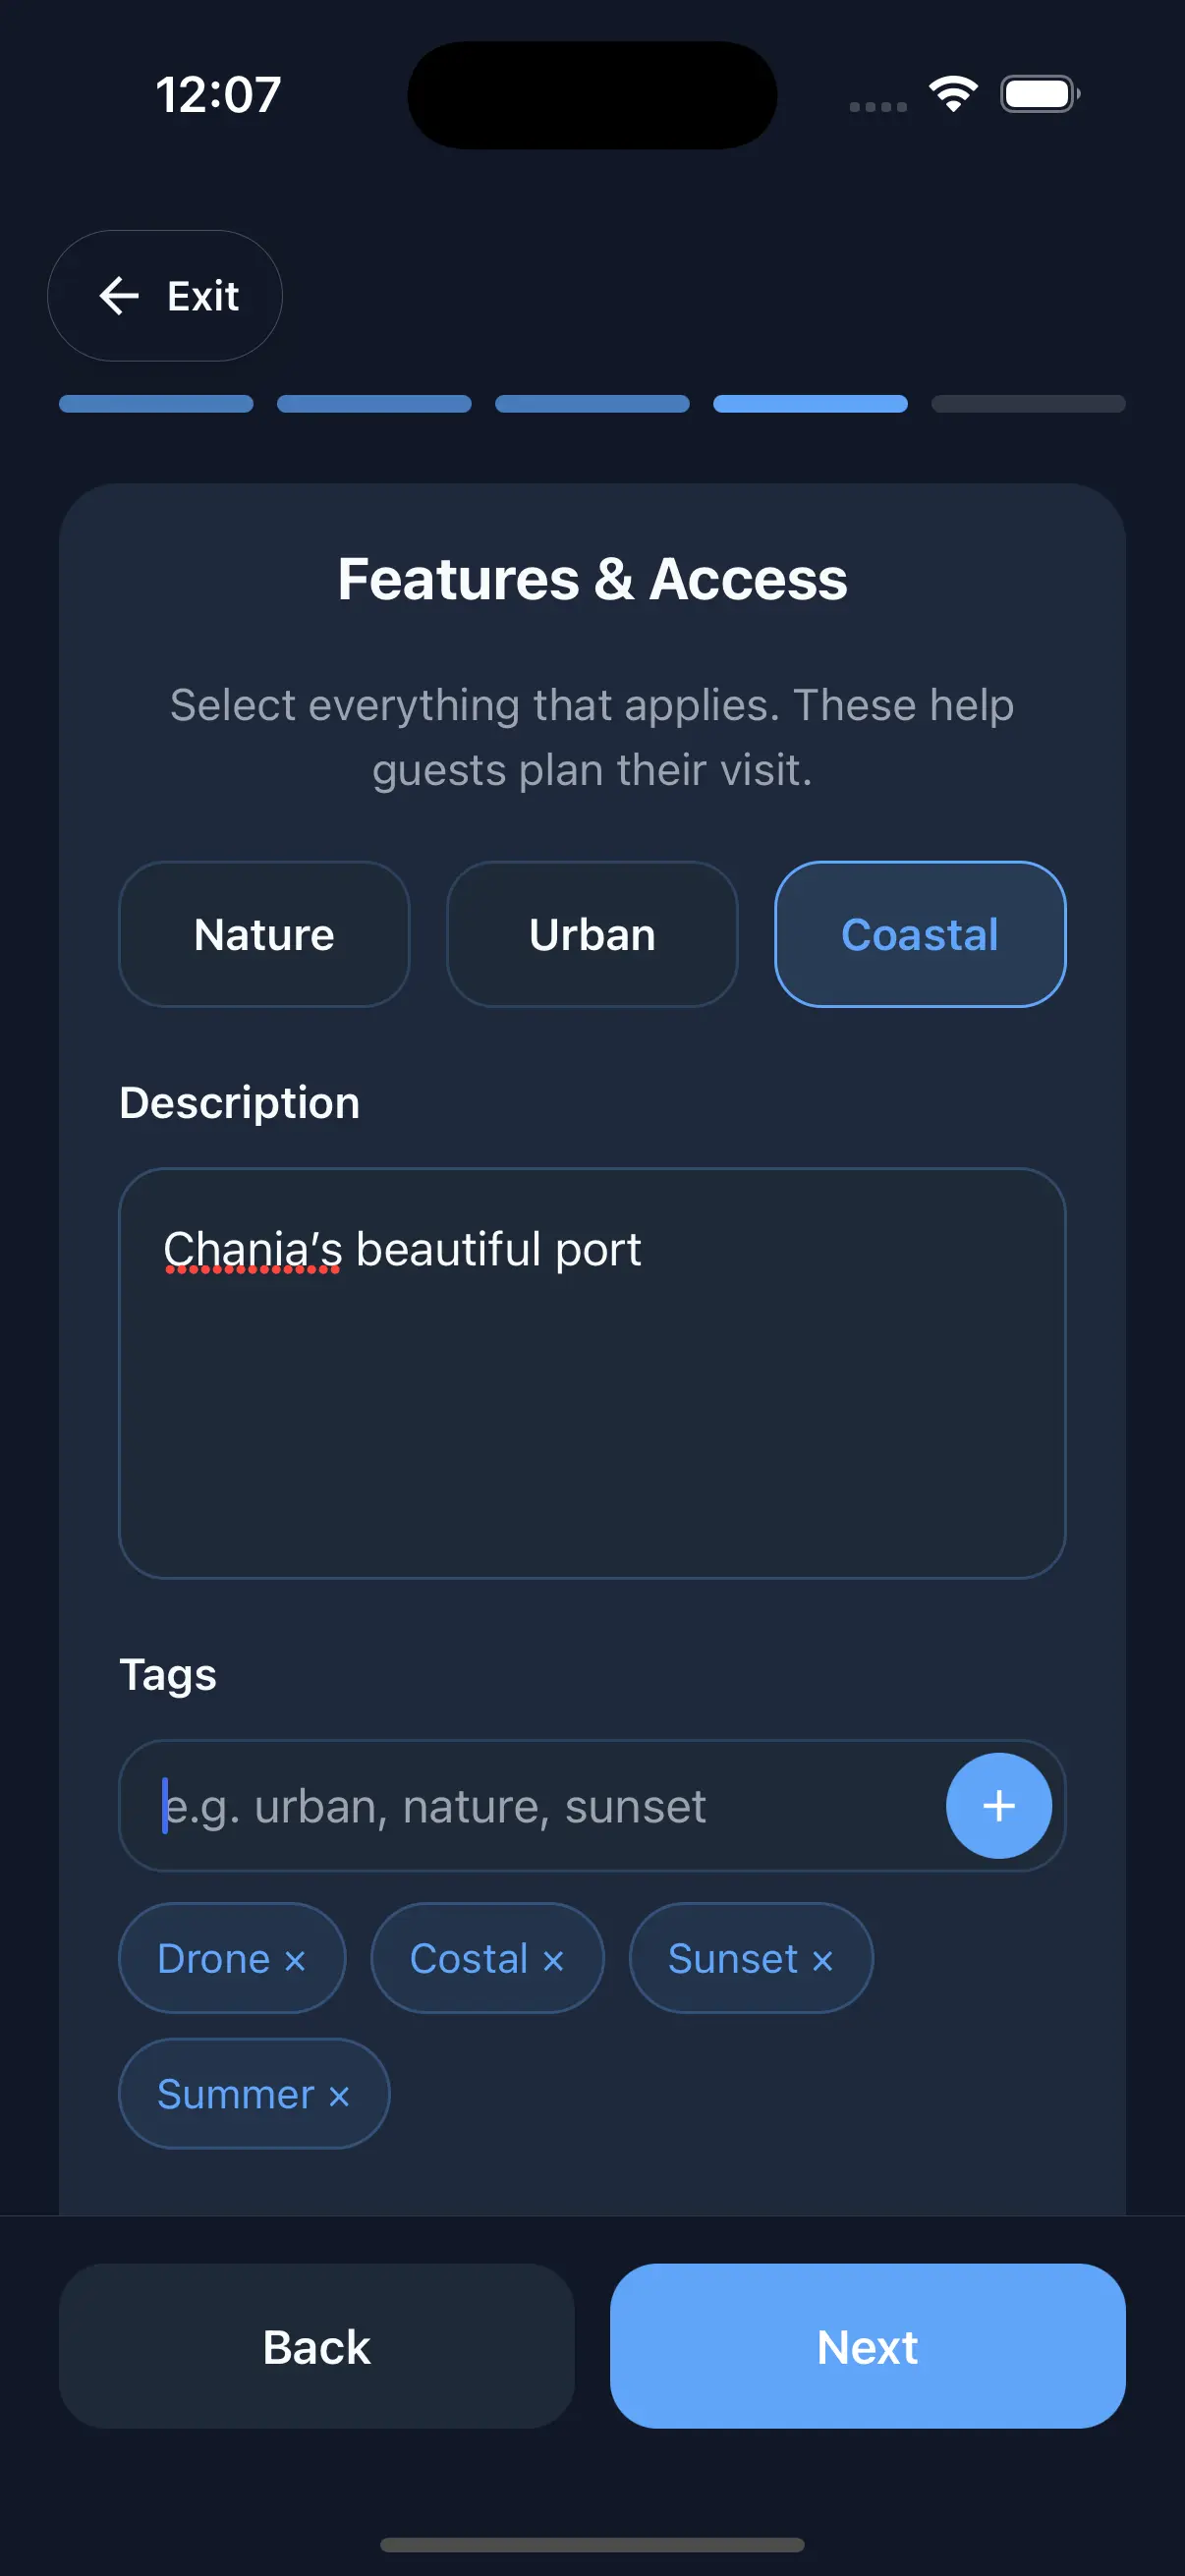 12:07
← Exit
Features & Access
Select everything that applies. These help
guests plan their visit.
Nature Urban Coastal
Description
Chania’s beautiful port
Tags
e.g. urban, nature, sunset +
Drone × Costal × Sunset ×
Summer ×
Back Next